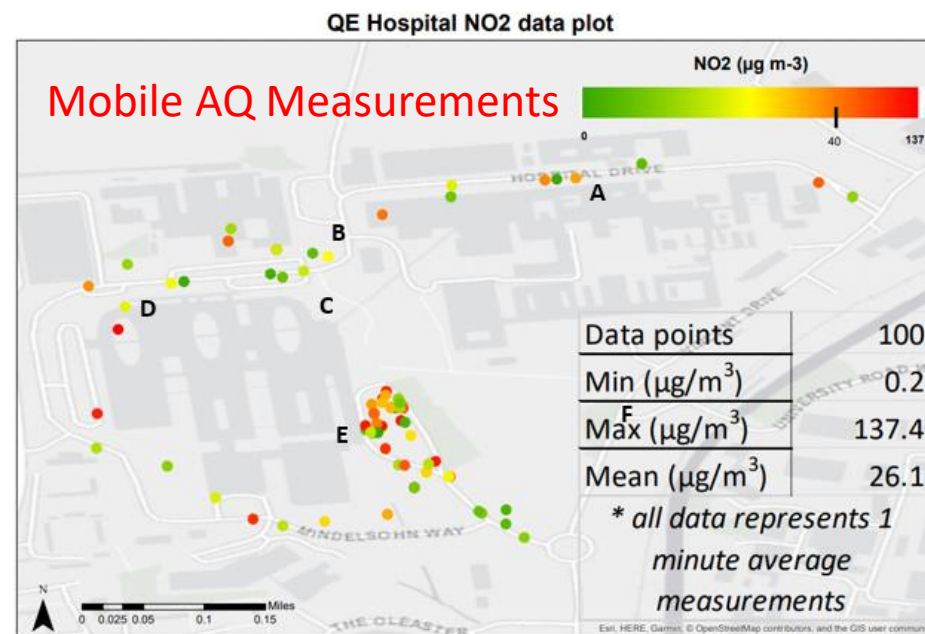 QE Hospital NO2 data plot
Mobile AQ Measurements
NO2 (µg m-3)
0
40
137
HOSPITAL DRIVE
A
B
C
D
E
F
Data points 100
Min (µg/m³) 0.2
Max (µg/m³) 137.4
Mean (µg/m³) 26.1
* all data represents 1
minute average
measurements
UNIVERSITY ROAD W
DRIVE
MINDELSOHN WAY
THE OLEASTER
N
Miles
0 0.025 0.05 0.1 0.15
Esri, HERE, Garmin, © OpenStreetMap contributors, and the GIS user commun